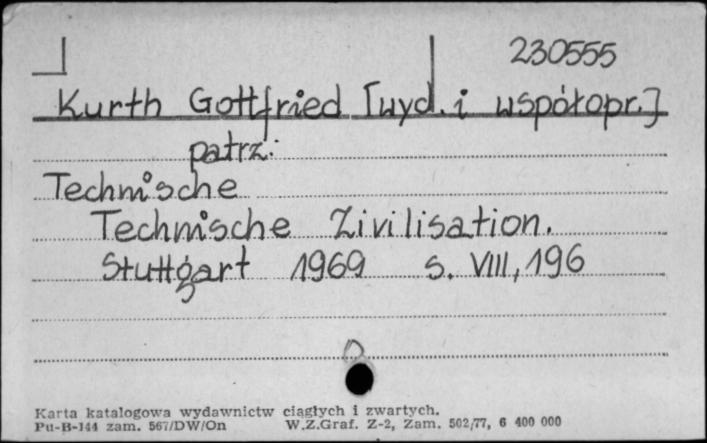 230555
Kurth Gottfried [wyd. i współopr.]
patrz:
Technische
Technische Zivilisation.
Stuttgart 1969 s. VIII, 196
Karta katalogowa wydawnictw ciągłych i zwartych.
Pu-B-144 zam. 567/DW/On W.Z.Graf. Z-2, Zam. 502/77, 6 400 000